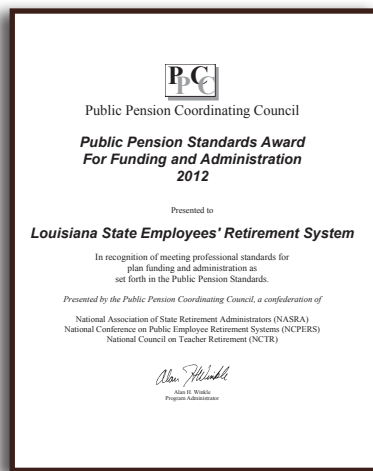 PPCC
Public Pension Coordinating Council
Public Pension Standards Award
For Funding and Administration
2012
Presented to
Louisiana State Employees' Retirement System
In recognition of meeting professional standards for
plan funding and administration as
set forth in the Public Pension Standards.
Presented by the Public Pension Coordinating Council, a confederation of
National Association of State Retirement Administrators (NASRA)
National Conference on Public Employee Retirement Systems (NCPERS)
National Council on Teacher Retirement (NCTR)
Alan H. Winkle
Alan H. Winkle
Program Administrator